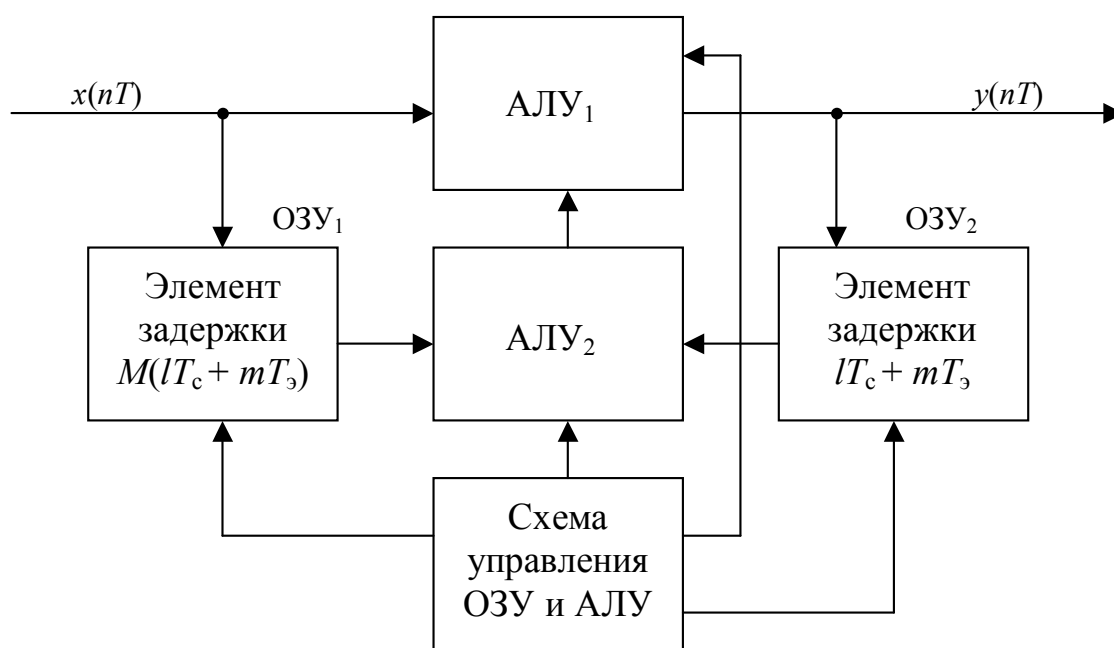 x(nT)
АЛУ₁
y(nT)
ОЗУ₁
ОЗУ₂
Элемент
задержки
M(lTс + mTэ)
АЛУ₂
Элемент
задержки
lTс + mTэ
Схема
управления
ОЗУ и АЛУ